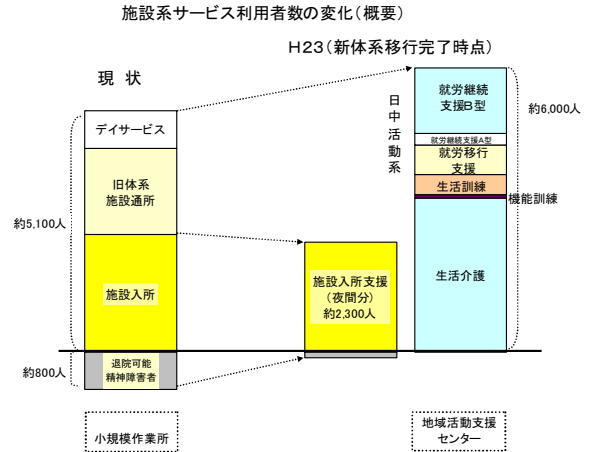 施設系サービス利用者数の変化(概要)
H23(新体系移行完了時点)
現 状
デイサービス
旧体系
施設通所
施設入所
約5,100人
退院可能
精神障害者
約800人
小規模作業所
施設入所支援
(夜間分)
約2,300人
日中活動系
就労継続
支援B型
就労継続支援A型
就労移行
支援
生活訓練
機能訓練
生活介護
約6,000人
地域活動支援
センター